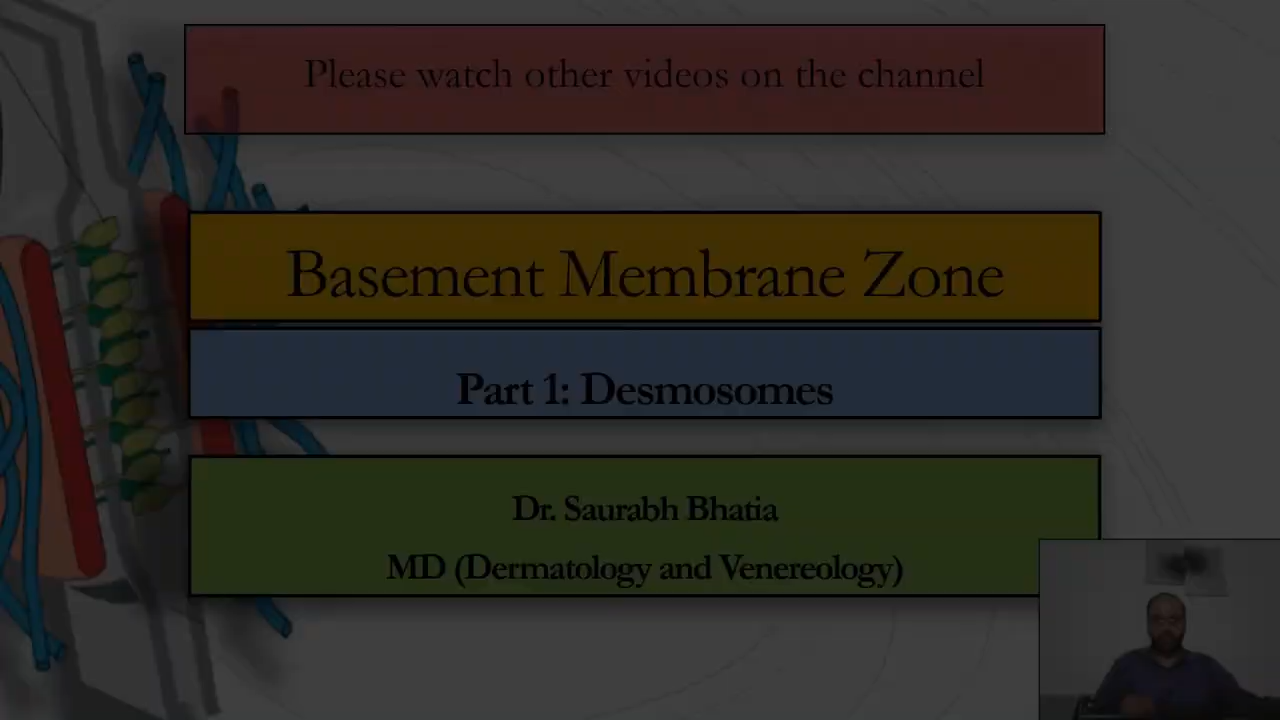 Please watch other videos on the channel
Basement Membrane Zone
Part 1: Desmosomes
Dr. Saurabh Bhatia
MD (Dermatology and Venereology)